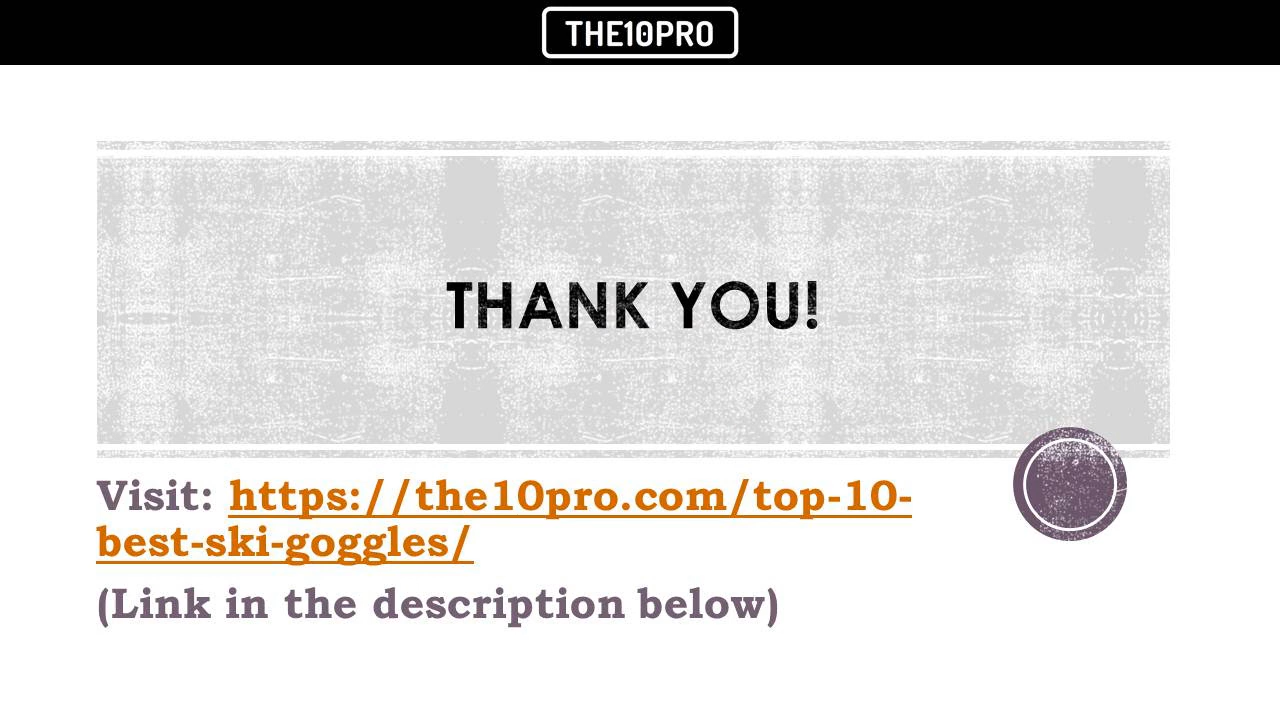 THE10PRO
THANK YOU!
Visit: https://the10pro.com/top-10-
best-ski-goggles/
(Link in the description below)